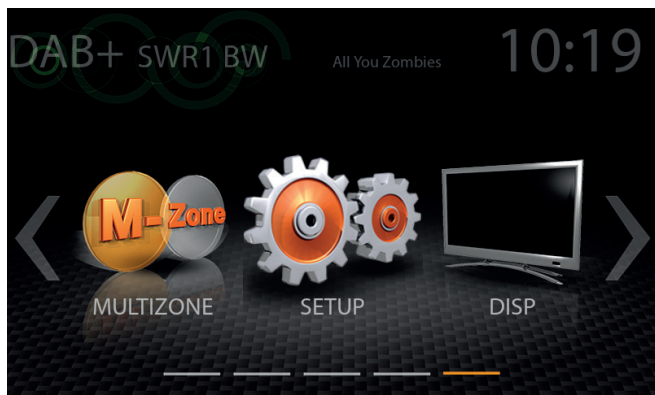 DAB+ SWR1 BW All You Zombies 10:19
M-Zone
MULTIZONE SETUP DISP